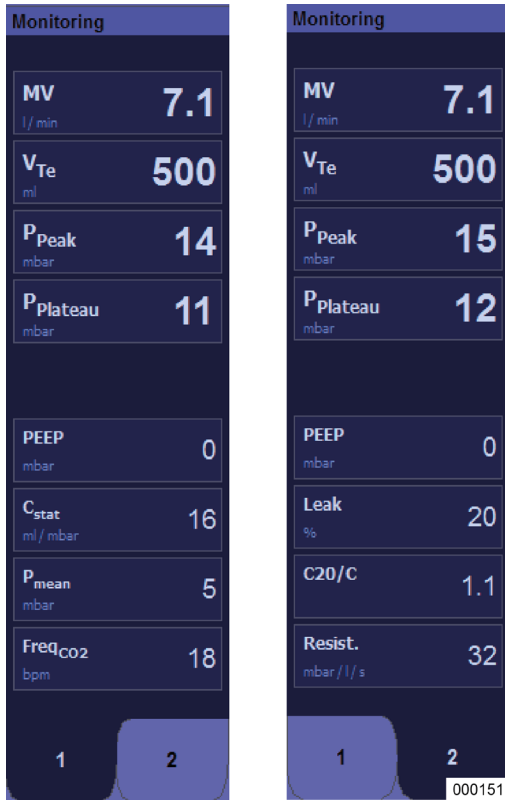 Monitoring
MV
l / min
7.1
VTe
ml
500
PPeak
mbar
14
PPlateau
mbar
11
PEEP
mbar
0
Cstat
ml / mbar
16
Pmean
mbar
5
FreqCO2
bpm
18
1
2
Monitoring
MV
l / min
7.1
VTe
ml
500
PPeak
mbar
15
PPlateau
mbar
12
PEEP
mbar
0
Leak
%
20
C20/C
1.1
Resist.
mbar / l / s
32
1
2
000151